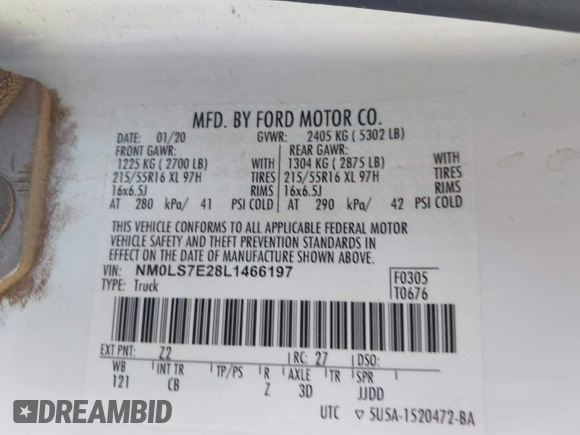 MFD. BY FORD MOTOR CO.
DATE: 01/20 GVWR: 2405 KG ( 5302 LB)
FRONT GAWR: REAR GAWR:
1225 KG ( 2700 LB) WITH 1304 KG ( 2875 LB) WITH
215/55R16 XL 97H TIRES 215/55R16 XL 97H TIRES
16x6.5J RIMS 16x6.5J RIMS
AT 280 kPa/ 41 PSI COLD AT 290 kPa/ 42 PSI COLD
THIS VEHICLE CONFORMS TO ALL APPLICABLE FEDERAL MOTOR
VEHICLE SAFETY AND THEFT PREVENTION STANDARDS IN
EFFECT ON THE DATE OF MANUFACTURE SHOWN ABOVE.
VIN: NM0LS7E28L1466197 F0305
TYPE: Truck T0676
EXT PNT: Z2 RC: 27 DSO:
WB INT TR TP/PS R AXLE TR SPR
121 CB Z 3D JJDD
UTC ▽ 5U5A-1520472-BA
DREAMBID